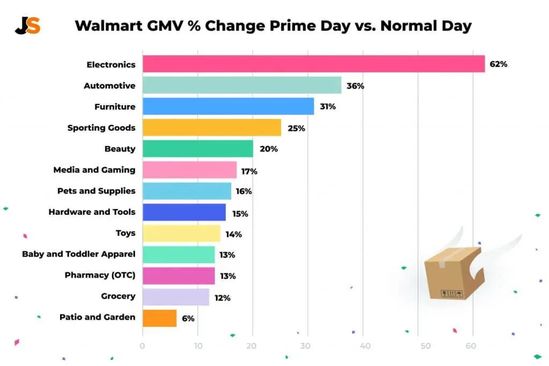 JS
Walmart GMV % Change Prime Day vs. Normal Day
Electronics 62%
Automotive 36%
Furniture 31%
Sporting Goods 25%
Beauty 20%
Media and Gaming 17%
Pets and Supplies 16%
Hardware and Tools 15%
Toys 14%
Baby and Toddler Apparel 13%
Pharmacy (OTC) 13%
Grocery 12%
Patio and Garden 6%
0 10 20 30 40 50 60